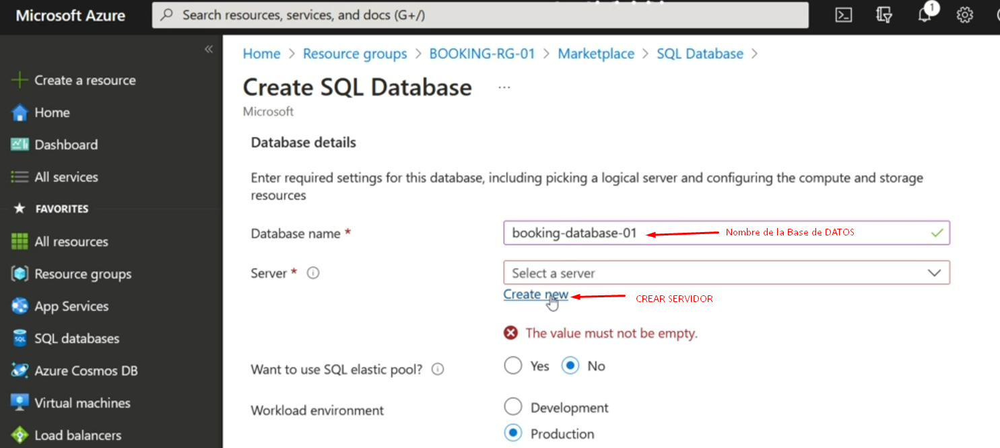 Microsoft Azure
Search resources, services, and docs (G+/)
1
«
Create a resource
Home
Dashboard
All services
FAVORITES
All resources
Resource groups
App Services
SQL databases
Azure Cosmos DB
Virtual machines
Load balancers
Home > Resource groups > BOOKING-RG-01 > Marketplace > SQL Database >
Create SQL Database ...
Microsoft
Database details
Enter required settings for this database, including picking a logical server and configuring the compute and storage
resources
Database name *
booking-database-01
Nombre de la Base de DATOS
Server *
Select a server
Create new
CREAR SERVIDOR
The value must not be empty.
Want to use SQL elastic pool?
Yes No
Workload environment
Development
Production